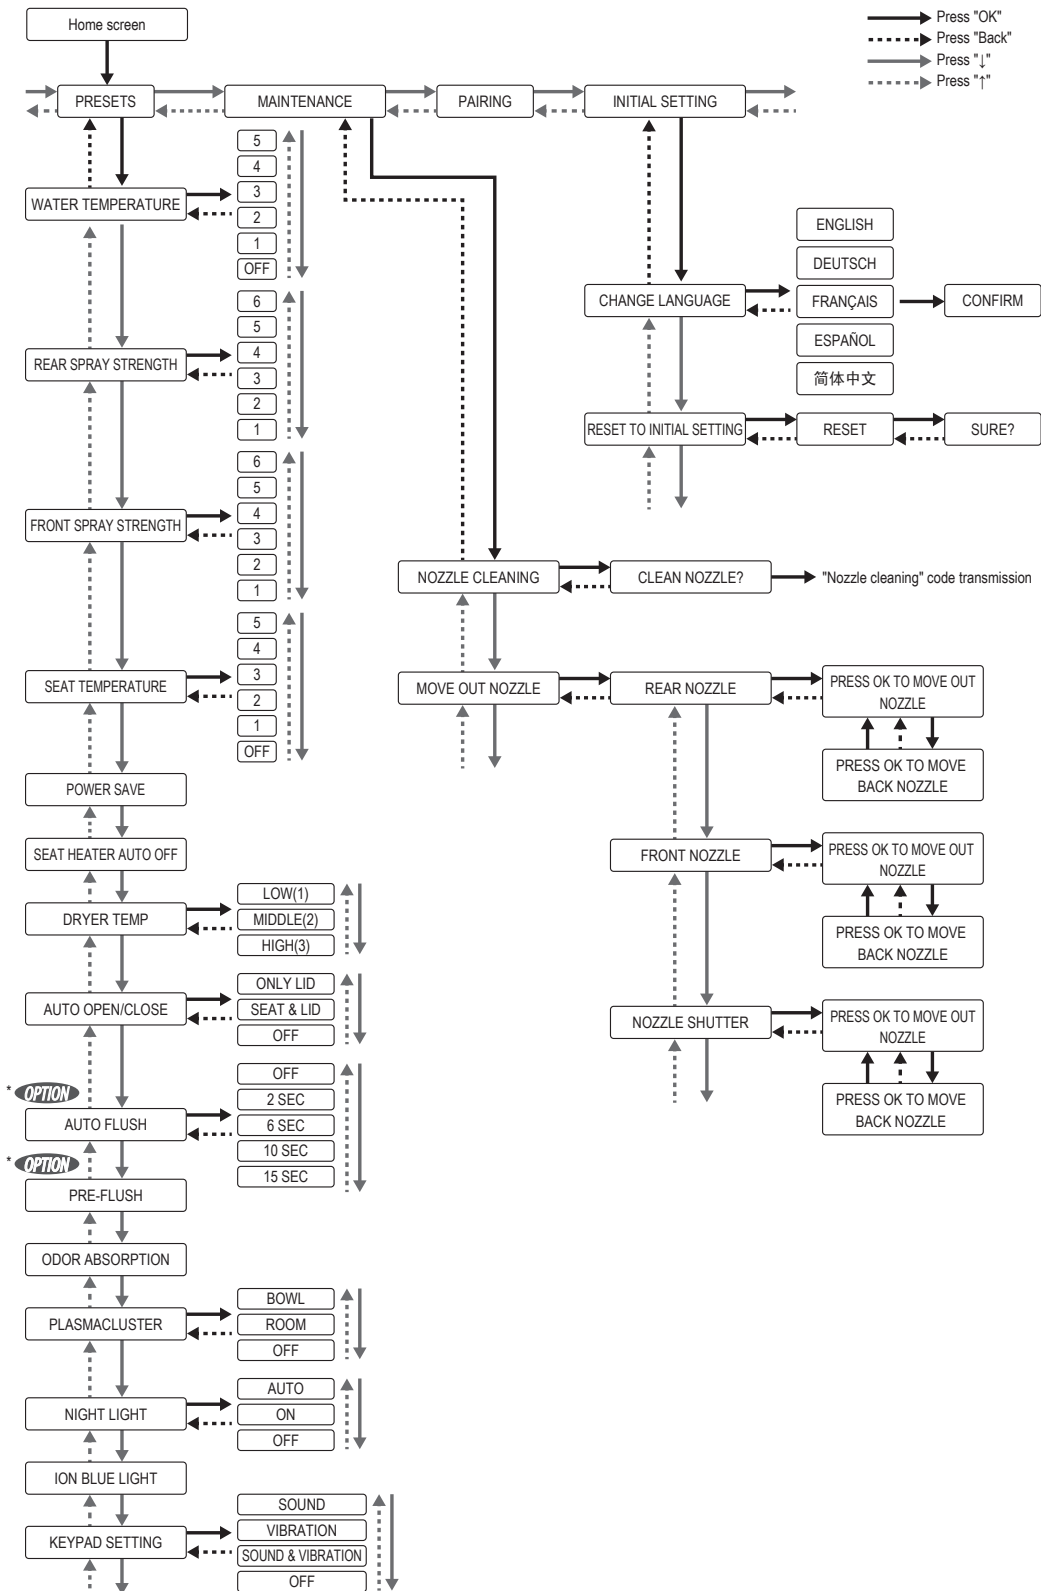 Home screen
Press "OK"
Press "Back"
Press "↓"
Press "↑"
PRESETS
MAINTENANCE
PAIRING
INITIAL SETTING
WATER TEMPERATURE
5
4
3
2
1
OFF
REAR SPRAY STRENGTH
6
5
4
3
2
1
FRONT SPRAY STRENGTH
6
5
4
3
2
1
SEAT TEMPERATURE
5
4
3
2
1
OFF
POWER SAVE
SEAT HEATER AUTO OFF
DRYER TEMP
LOW(1)
MIDDLE(2)
HIGH(3)
AUTO OPEN/CLOSE
ONLY LID
SEAT & LID
OFF
* OPTION
AUTO FLUSH
OFF
2 SEC
6 SEC
10 SEC
15 SEC
* OPTION
PRE-FLUSH
ODOR ABSORPTION
PLASMACLUSTER
BOWL
ROOM
OFF
NIGHT LIGHT
AUTO
ON
OFF
ION BLUE LIGHT
KEYPAD SETTING
SOUND
VIBRATION
SOUND & VIBRATION
OFF
NOZZLE CLEANING
CLEAN NOZZLE?
"Nozzle cleaning" code transmission
MOVE OUT NOZZLE
REAR NOZZLE
PRESS OK TO MOVE OUT
NOZZLE
PRESS OK TO MOVE
BACK NOZZLE
FRONT NOZZLE
PRESS OK TO MOVE OUT
NOZZLE
PRESS OK TO MOVE
BACK NOZZLE
NOZZLE SHUTTER
PRESS OK TO MOVE OUT
NOZZLE
PRESS OK TO MOVE
BACK NOZZLE
CHANGE LANGUAGE
ENGLISH
DEUTSCH
FRANÇAIS
ESPAÑOL
简体中文
CONFIRM
RESET TO INITIAL SETTING
RESET
SURE?